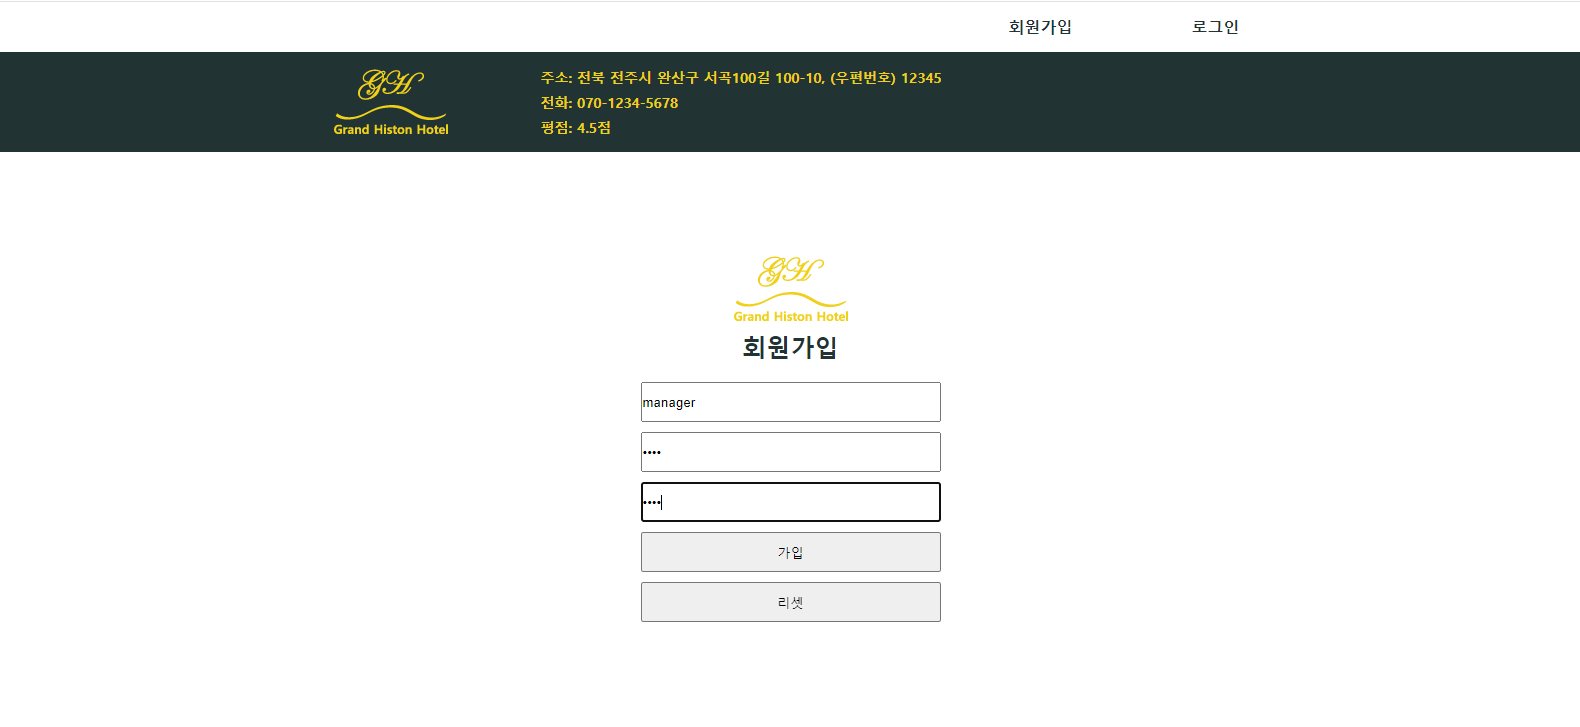 회원가입 로그인
GH
Grand Histon Hotel
주소: 전북 전주시 완산구 서곡100길 100-10, (우편번호) 12345
전화: 070-1234-5678
평점: 4.5점
GH
Grand Histon Hotel
회원가입
manager
••••
••••
가입
리셋